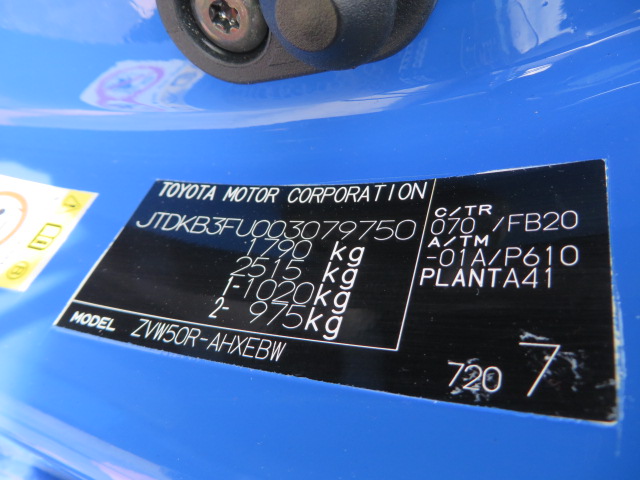 TOYOTA MOTOR CORPORATION
JTDKB3FU003079750
1790 kg
2515 kg
1-1020kg
2- 975kg
C/TR
070 /FB20
A/TM
-01A/P610
PLANTA41
MODEL ZVW50R-AHXEBW
720 7